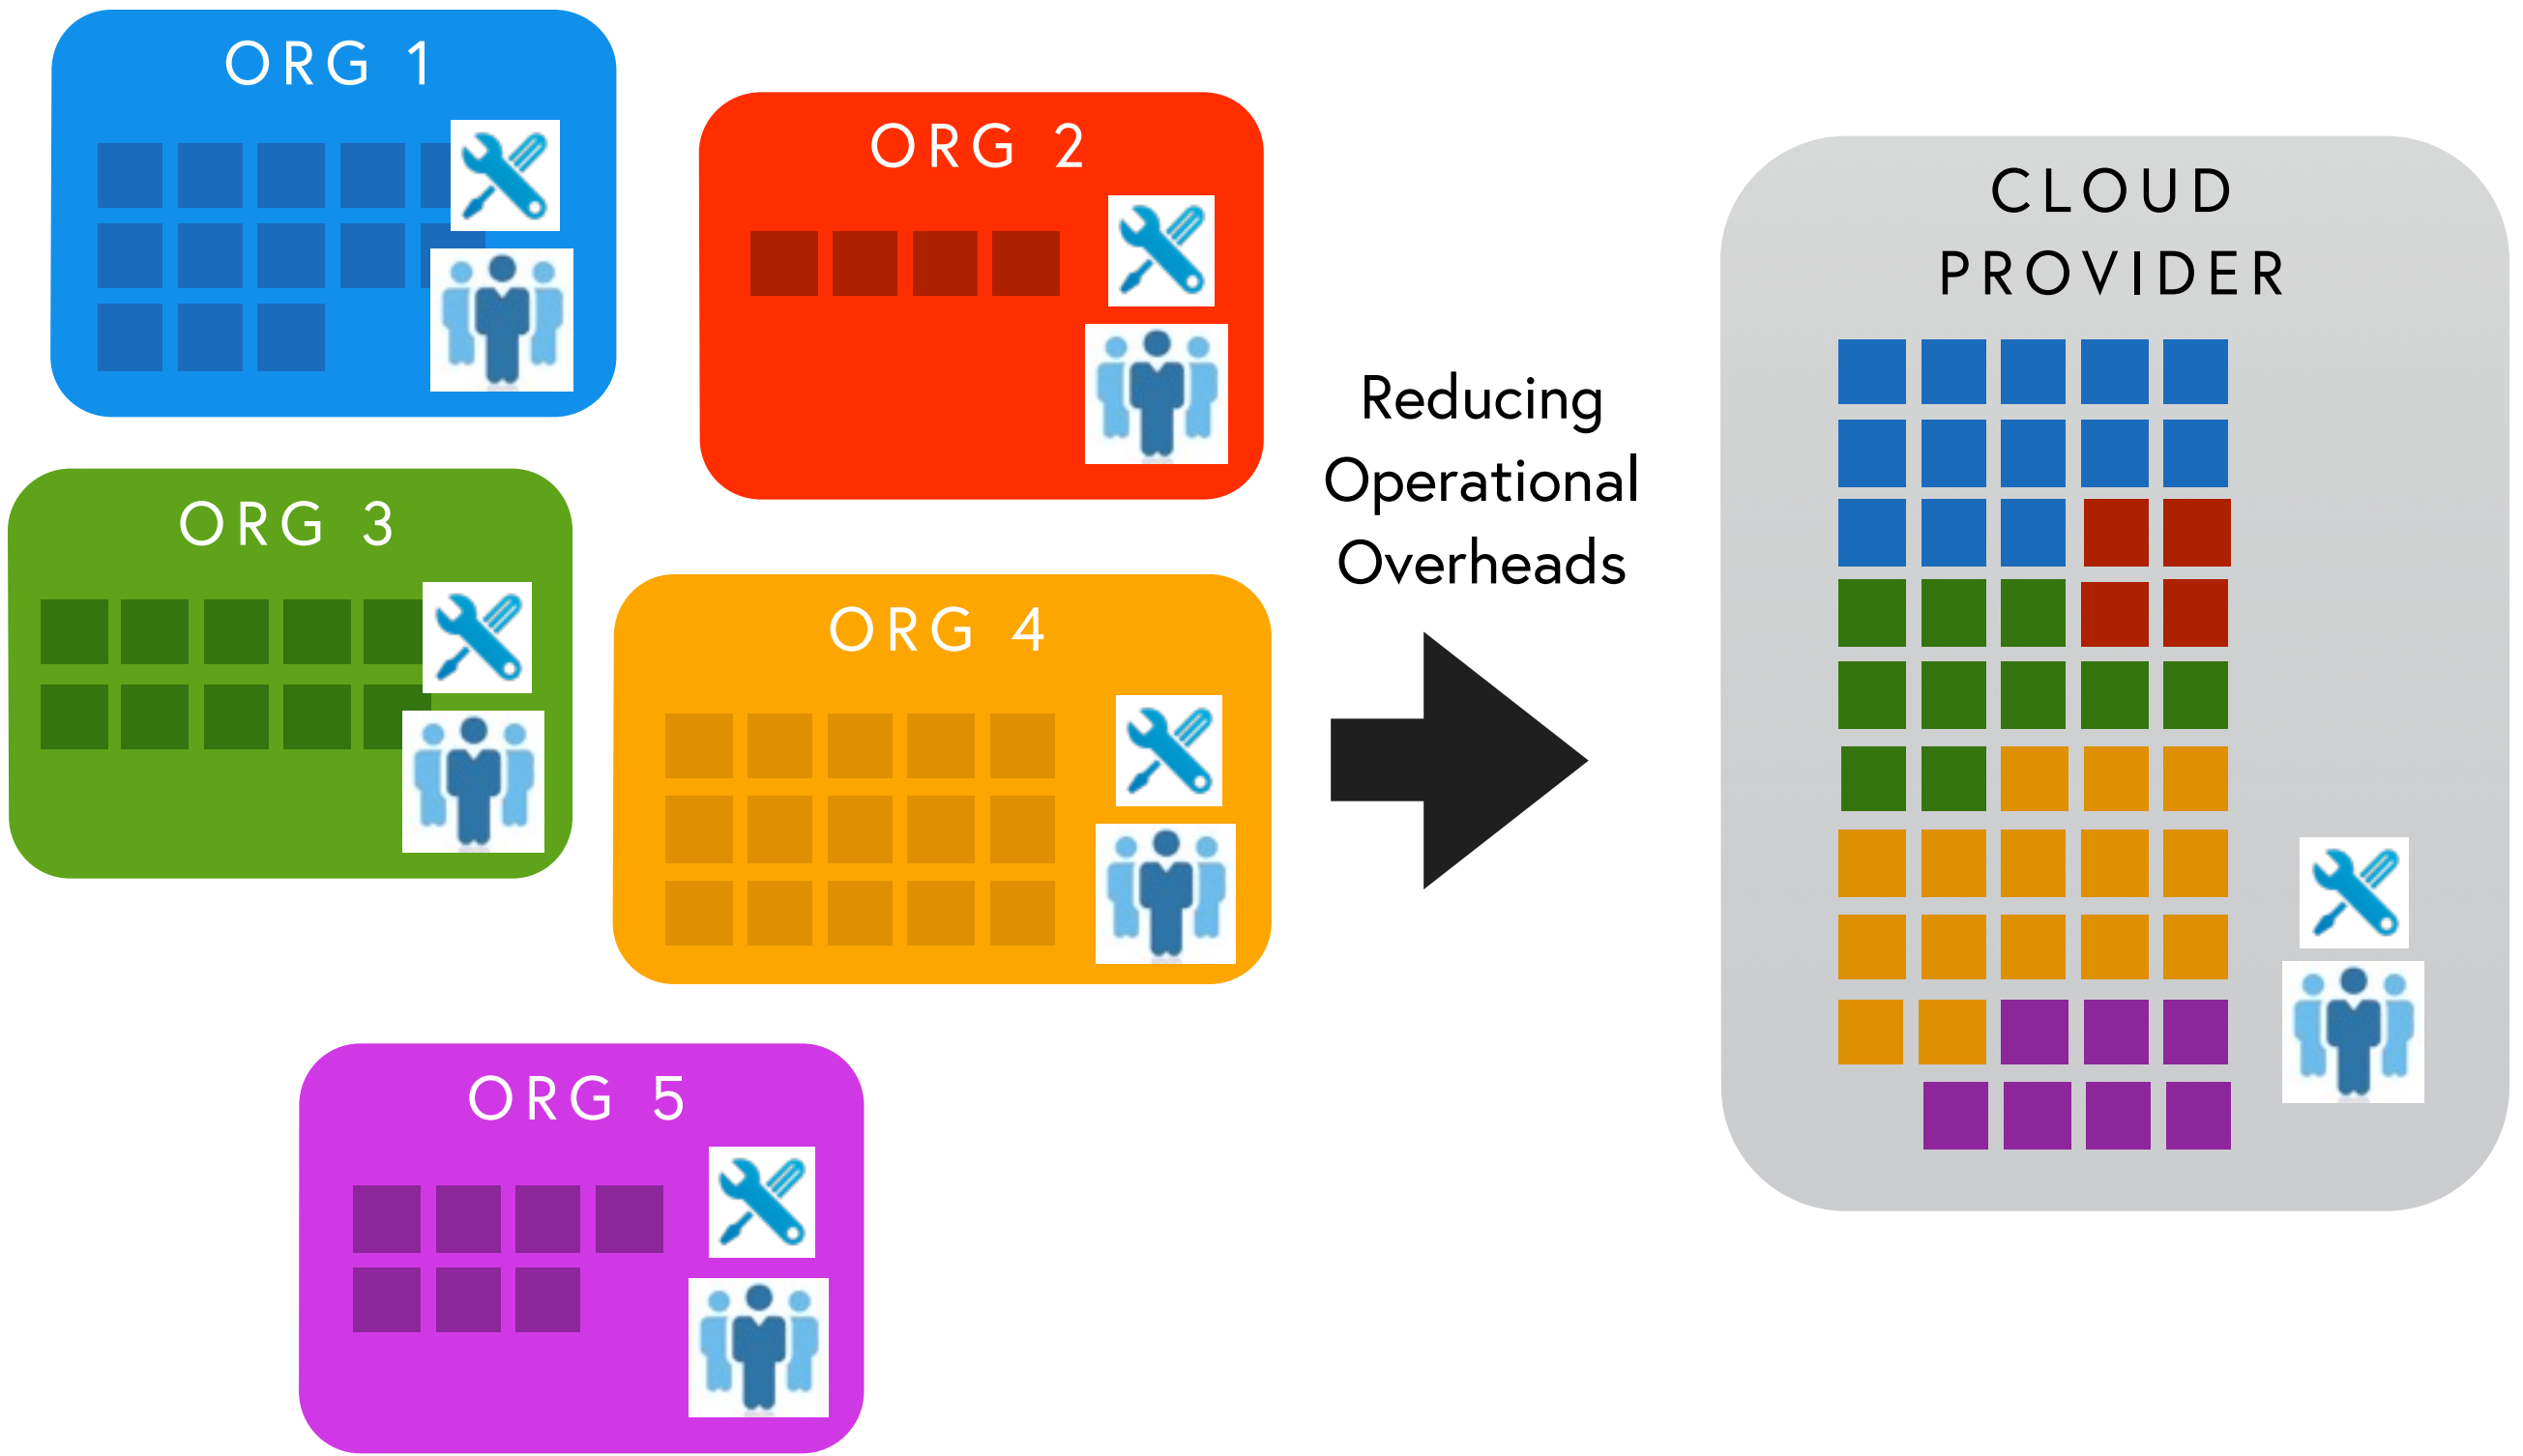 ORG 1
ORG 2
ORG 3
ORG 4
ORG 5
Reducing
Operational
Overheads
CLOUD
PROVIDER